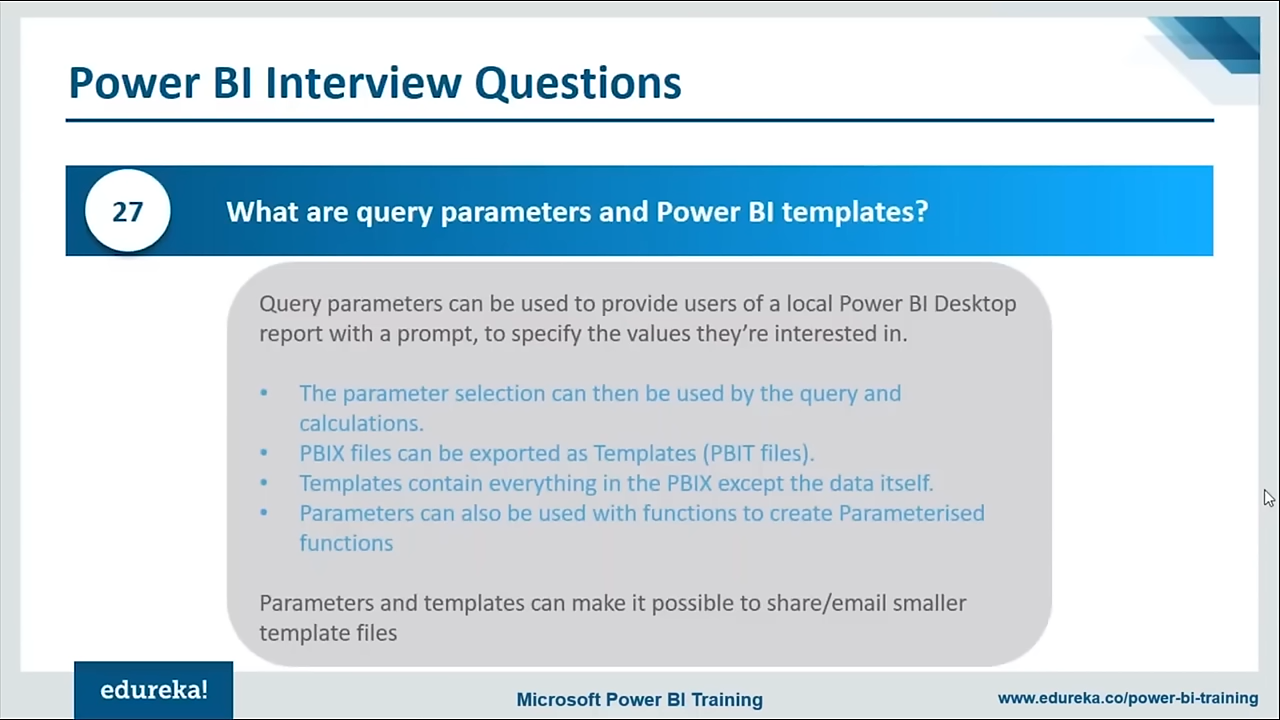 Power BI Interview Questions
27
What are query parameters and Power BI templates?
Query parameters can be used to provide users of a local Power BI Desktop
report with a prompt, to specify the values they’re interested in.
• The parameter selection can then be used by the query and
calculations.
• PBIX files can be exported as Templates (PBIT files).
• Templates contain everything in the PBIX except the data itself.
• Parameters can also be used with functions to create Parameterised
functions
Parameters and templates can make it possible to share/email smaller
template files
edureka!
Microsoft Power BI Training
www.edureka.co/power-bi-training